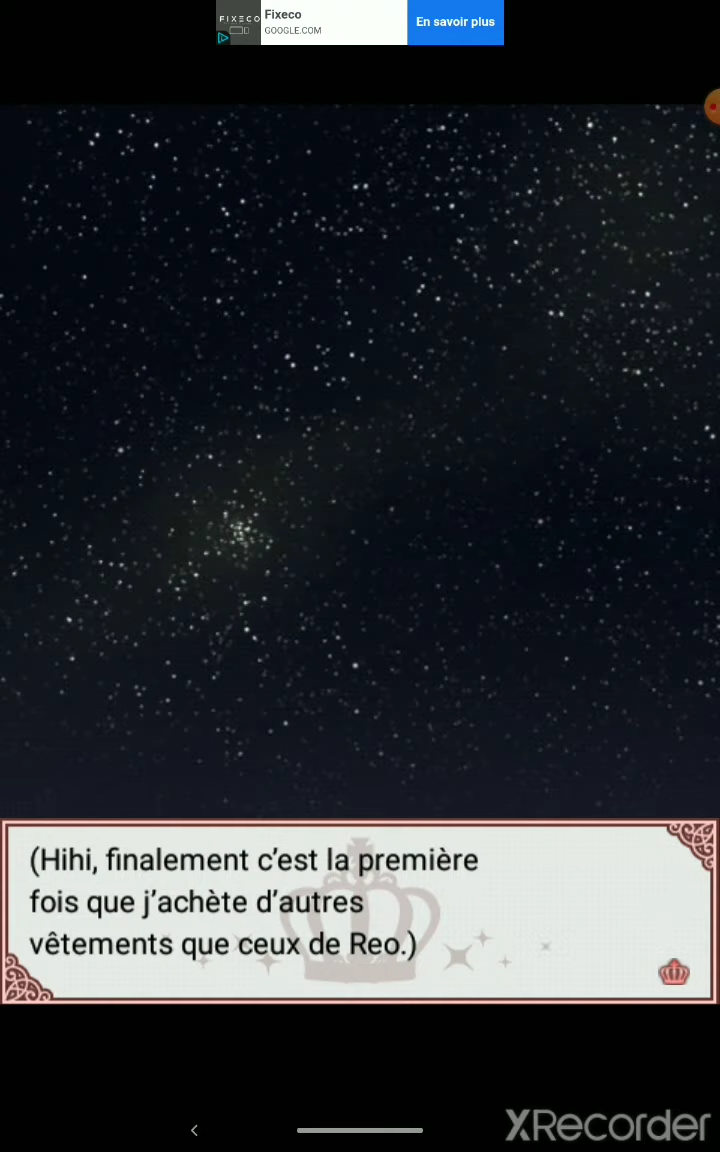 FIXECO
Fixeco
GOOGLE.COM
En savoir plus
(Hihi, finalement c’est la première
fois que j’achète d’autres
vêtements que ceux de Reo.)
XRecorder